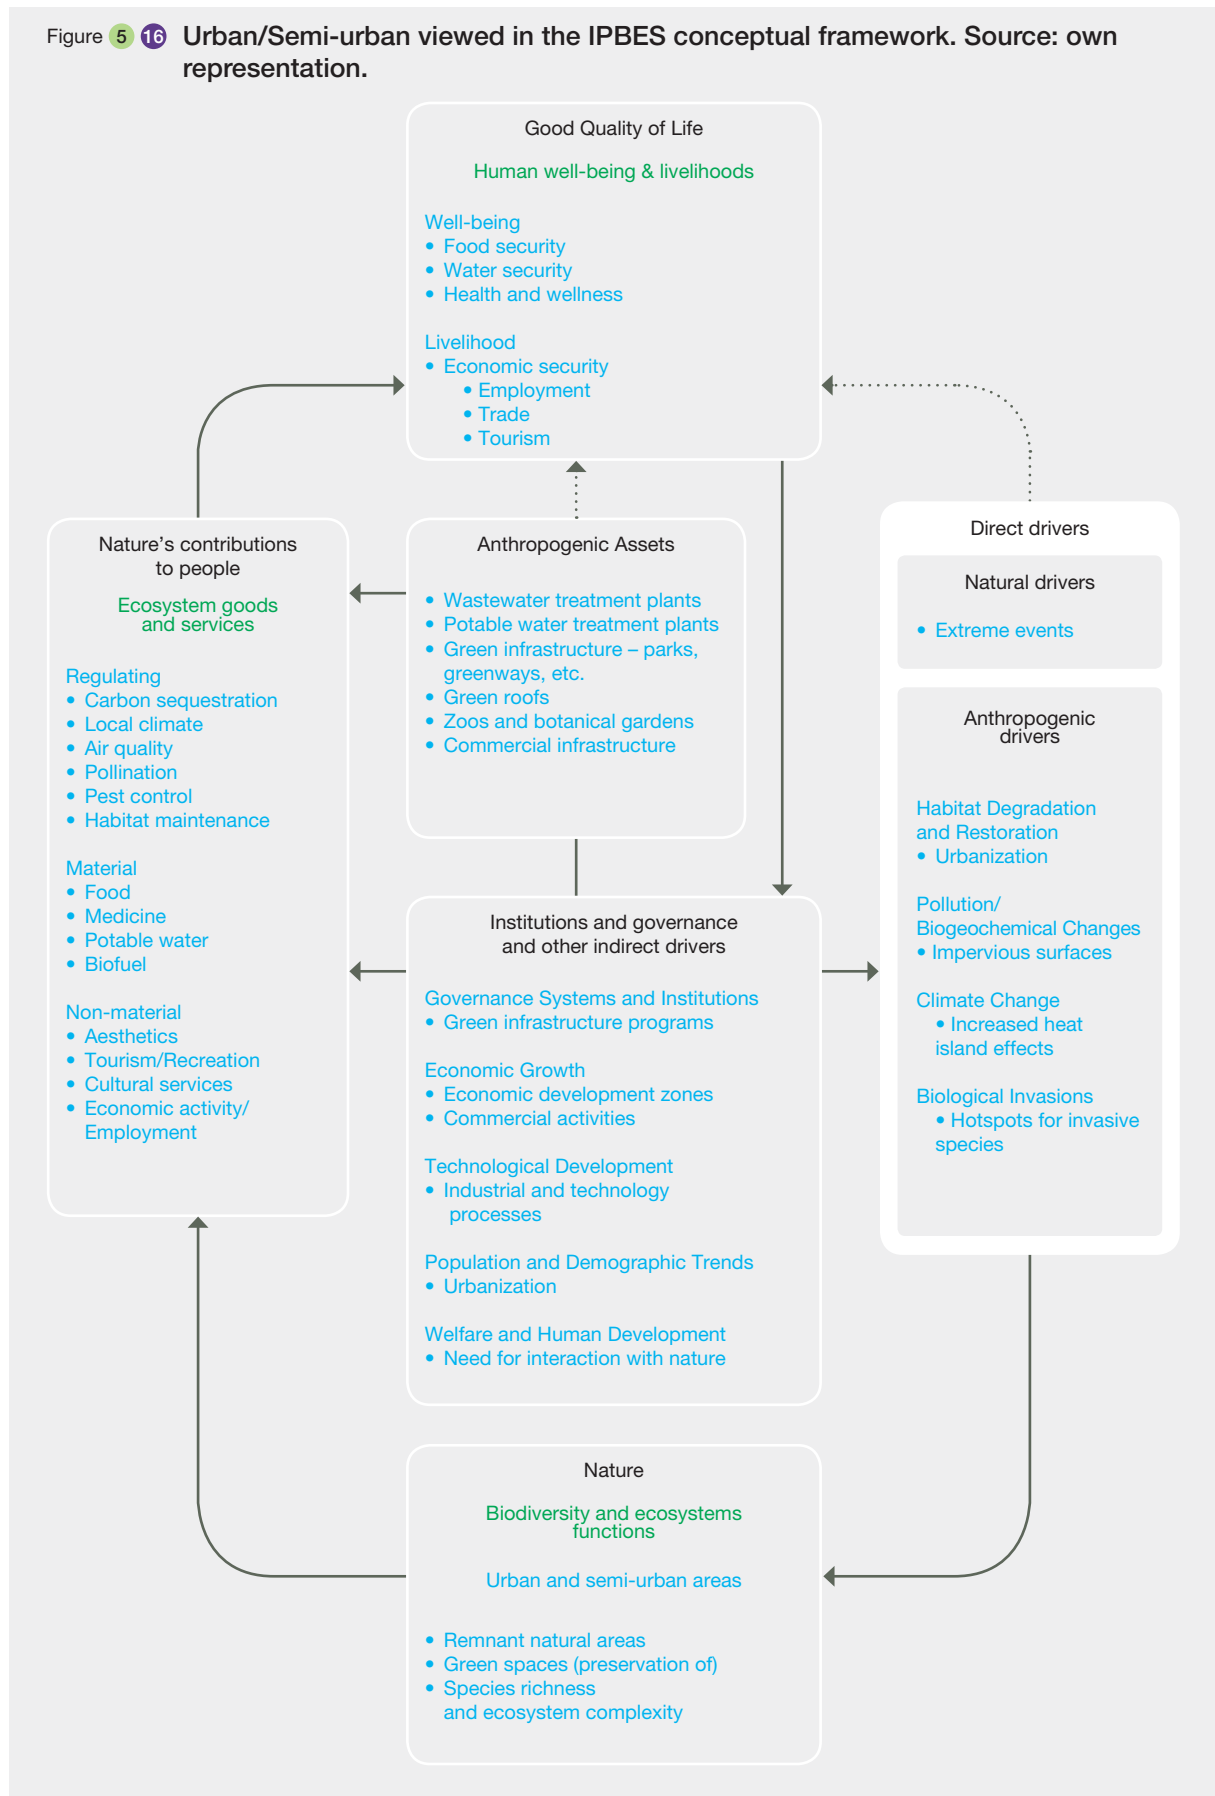 Figure 5 16 Urban/Semi-urban viewed in the IPBES conceptual framework. Source: own
representation.
Good Quality of Life
Human well-being & livelihoods
Well-being
• Food security
• Water security
• Health and wellness
Livelihood
• Economic security
• Employment
• Trade
• Tourism
Nature’s contributions
to people
Ecosystem goods
and services
Regulating
• Carbon sequestration
• Local climate
• Air quality
• Pollination
• Pest control
• Habitat maintenance
Material
• Food
• Medicine
• Potable water
• Biofuel
Non-material
• Aesthetics
• Tourism/Recreation
• Cultural services
• Economic activity/
Employment
Anthropogenic Assets
• Wastewater treatment plants
• Potable water treatment plants
• Green infrastructure – parks,
greenways, etc.
• Green roofs
• Zoos and botanical gardens
• Commercial infrastructure
Institutions and governance
and other indirect drivers
Governance Systems and Institutions
• Green infrastructure programs
Economic Growth
• Economic development zones
• Commercial activities
Technological Development
• Industrial and technology
processes
Population and Demographic Trends
• Urbanization
Welfare and Human Development
• Need for interaction with nature
Direct drivers
Natural drivers
• Extreme events
Anthropogenic
drivers
Habitat Degradation
and Restoration
• Urbanization
Pollution/
Biogeochemical Changes
• Impervious surfaces
Climate Change
• Increased heat
island effects
Biological Invasions
• Hotspots for invasive
species
Nature
Biodiversity and ecosystems
functions
Urban and semi-urban areas
• Remnant natural areas
• Green spaces (preservation of)
• Species richness
and ecosystem complexity